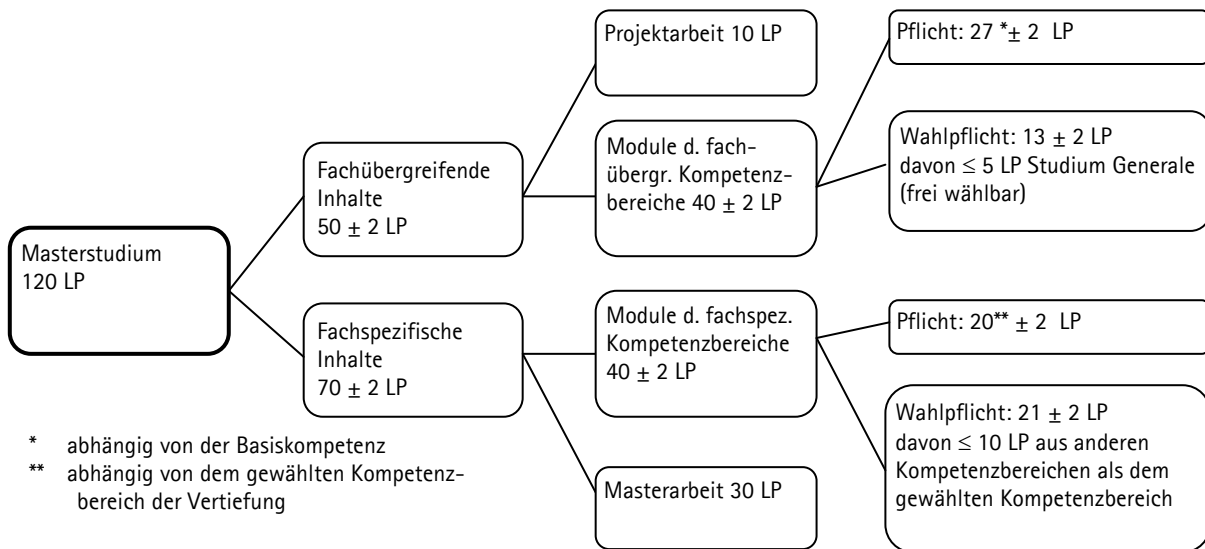 Masterstudium
120 LP
Fachübergreifende
Inhalte
50 ± 2 LP
Projektarbeit 10 LP
Module d. fach-
übergr. Kompetenz-
bereiche 40 ± 2 LP
Pflicht: 27 *± 2 LP
Wahlpflicht: 13 ± 2 LP
davon ≤ 5 LP Studium Generale
(frei wählbar)
Fachspezifische
Inhalte
70 ± 2 LP
Module d. fachspez.
Kompetenzbereiche
40 ± 2 LP
Pflicht: 20** ± 2 LP
Wahlpflicht: 21 ± 2 LP
davon ≤ 10 LP aus anderen
Kompetenzbereichen als dem
gewählten Kompetenzbereich
Masterarbeit 30 LP
* abhängig von der Basiskompetenz
** abhängig von dem gewählten Kompetenz-
bereich der Vertiefung